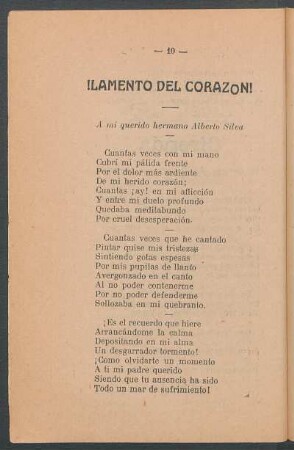 — 10 —
¡LAMENTO DEL CORAZON!
A mi querido hermano Alberto Silva
Cuantas veces con mi mano
Cubrí mi pálida frente
Por el dolor más ardiente
De mi herido corazón;
Cuantas ¡ay! en mi aflicción
Y entre mi duelo profundo
Quedaba meditabundo
Por cruel desesperación.
Cuantas veces que he cantado
Pintar quise mis tristezas
Sintiendo gotas espesas
Por mis pupilas de llanto
Avergonzado en el canto
Al no poder contenerme
Por no poder defenderme
Sollozaba en mi quebranto.
¡Es el recuerdo que hiere
Arrancándome la calma
Depositando en mi alma
Un desgarrador tormento!
¡Cómo olvidarte un momento
A ti mi padre querido
Siendo que tu ausencia ha sido
Todo un mar de sufrimiento!